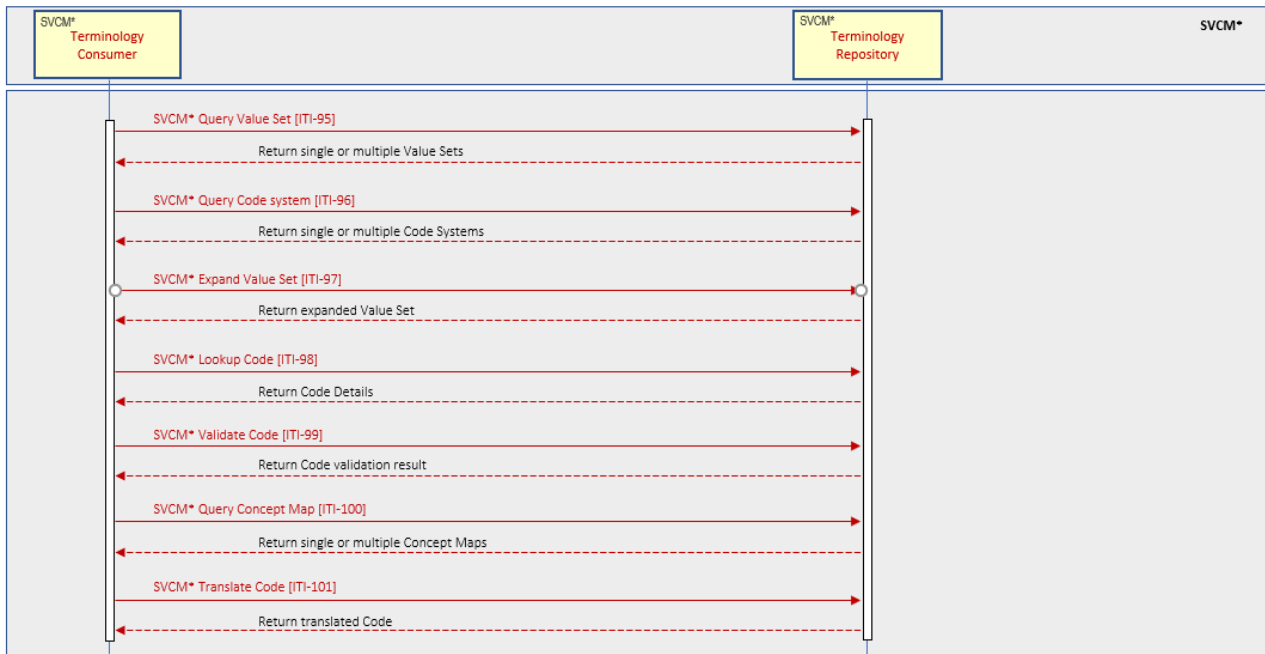 SVCM*
Terminology
Consumer
SVCM*
Terminology
Repository
SVCM*
SVCM* Query Value Set [ITI-95]
Return single or multiple Value Sets
SVCM* Query Code system [ITI-96]
Return single or multiple Code Systems
SVCM* Expand Value Set [ITI-97]
Return expanded Value Set
SVCM* Lookup Code [ITI-98]
Return Code Details
SVCM* Validate Code [ITI-99]
Return Code validation result
SVCM* Query Concept Map [ITI-100]
Return single or multiple Concept Maps
SVCM* Translate Code [ITI-101]
Return translated Code